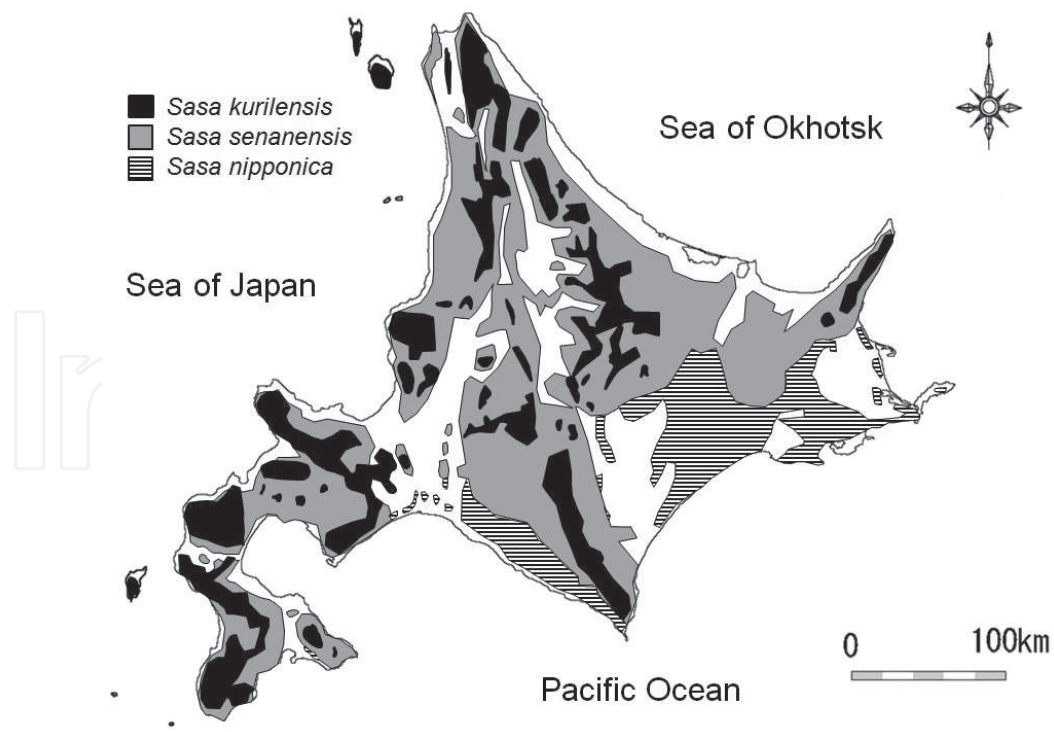 Sasa kurilensis
Sasa senanensis
Sasa nipponica
Sea of Okhotsk
Sea of Japan
Pacific Ocean
0 100km